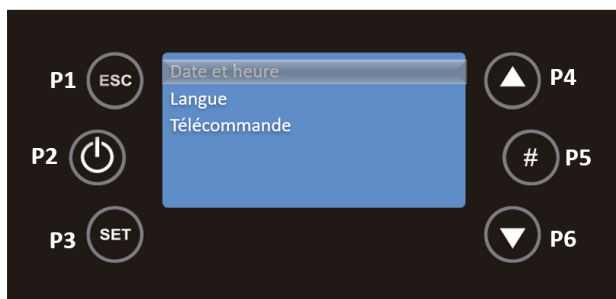 P1 ESC
Date et heure
Langue
Télécommande
P2
P3 SET
P4
# P5
P6